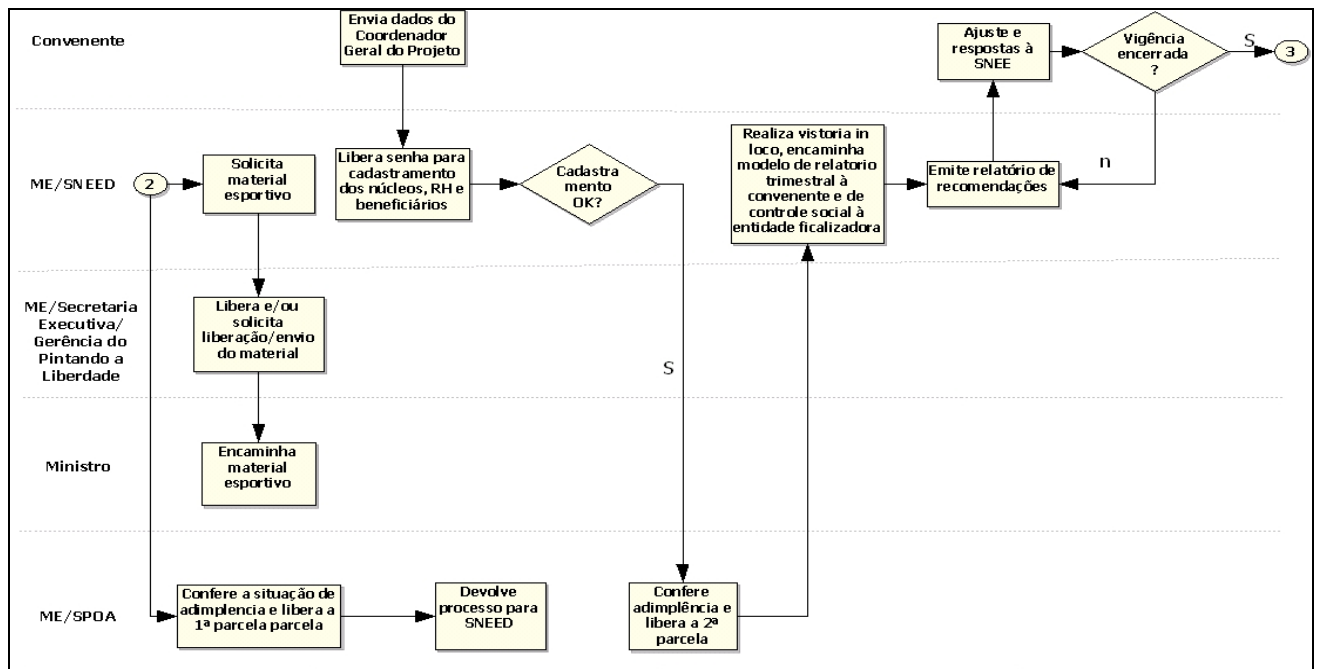 Convenente
Envia dados do
Coordenador
Geral do Projeto
Ajuste e
respostas à
SNEE
Vigência
encerrada
?
S
3
ME/SNEED
2
Solicita
material
esportivo
Libera senha para
cadastramento
dos núcleos, RH e
beneficiários
Cadastra
mento
OK?
Realiza vistoria in
loco, encaminha
modelo de relatorio
trimestral à
convenente e de
controle social à
entidade ficalizadora
Emite relatório de
recomendações
n
ME/Secretaria
Executiva/
Gerência do
Pintando a
Liberdade
Libera e/ou
solicita
liberação/envio
do material
S
Ministro
Encaminha
material
esportivo
ME/SPOA
Confere a situação de
adimplencia e libera a
1ª parcela parcela
Devolve
processo para
SNEED
Confere
adimplência e
libera a 2ª
parcela